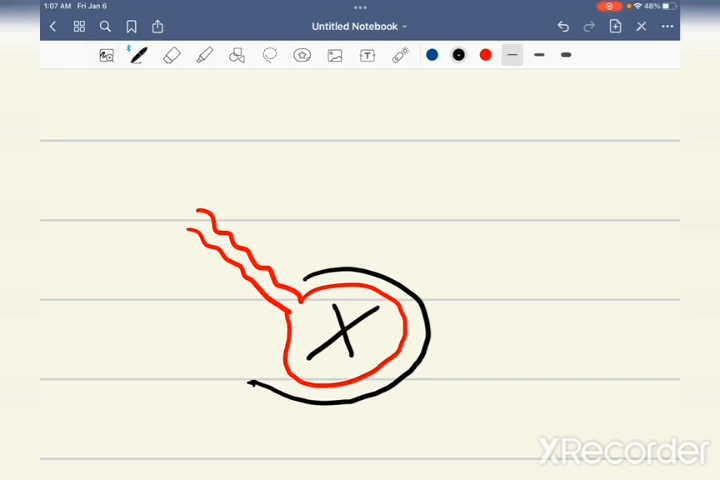 1:07 AM Fri Jan 6
48%
Untitled Notebook
T
X
XRecorder